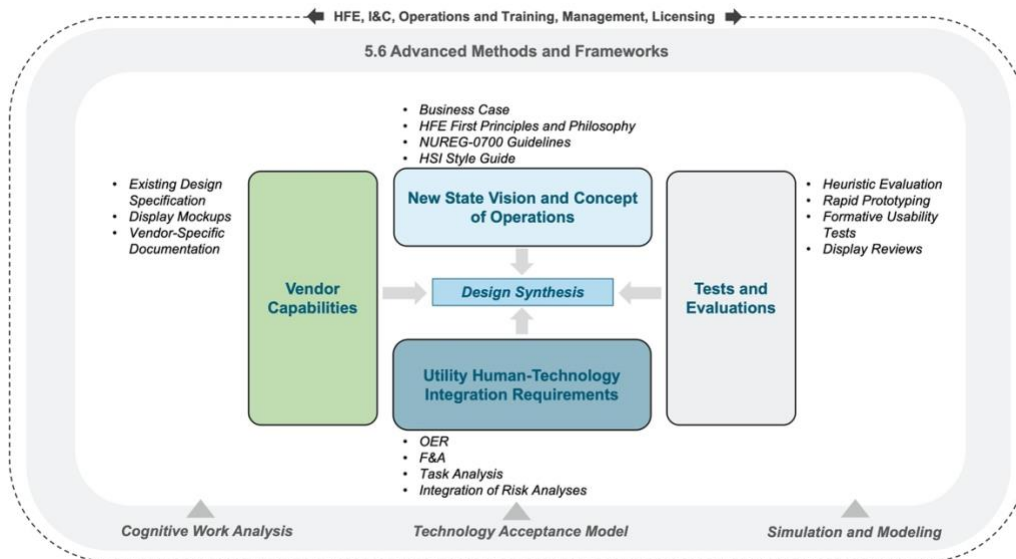 HFE, I&C, Operations and Training, Management, Licensing
5.6 Advanced Methods and Frameworks
• Business Case
• HFE First Principles and Philosophy
• NUREG-0700 Guidelines
• HSI Style Guide
• Existing Design
Specification
• Display Mockups
• Vendor-Specific
Documentation
Vendor
Capabilities
New State Vision and Concept
of Operations
Design Synthesis
Utility Human-Technology
Integration Requirements
• OER
• F&A
• Task Analysis
• Integration of Risk Analyses
Tests and
Evaluations
• Heuristic Evaluation
• Rapid Prototyping
• Formative Usability
Tests
• Display Reviews
Cognitive Work Analysis
Technology Acceptance Model
Simulation and Modeling